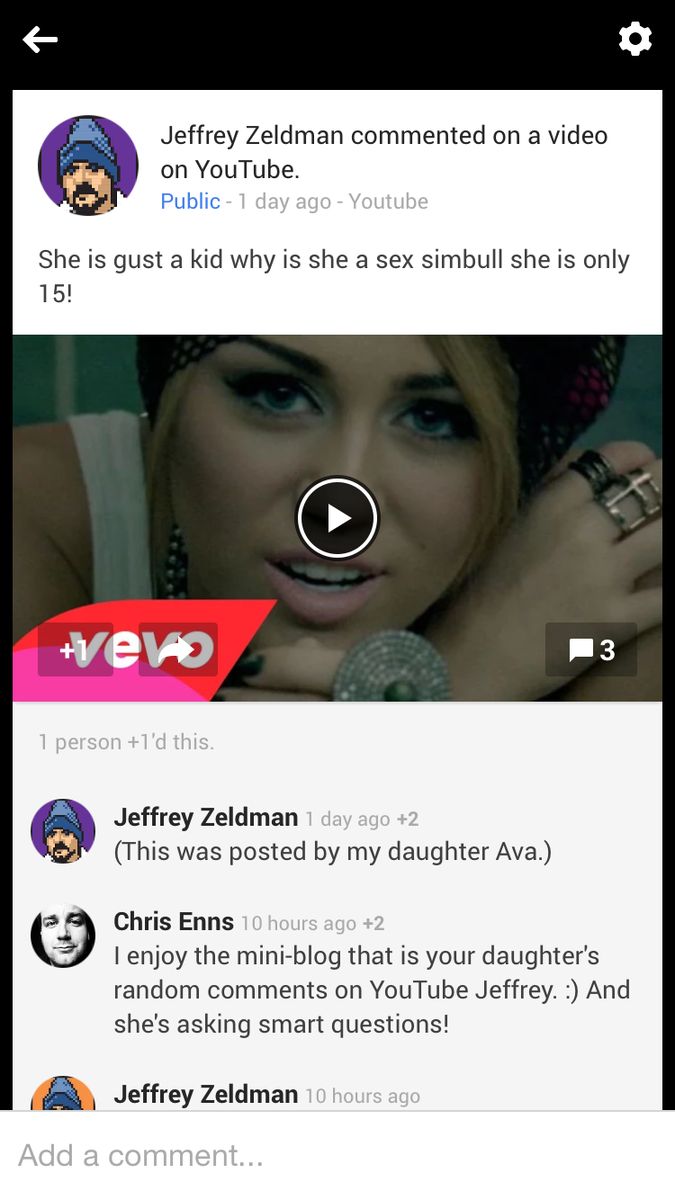 Jeffrey Zeldman commented on a video
on YouTube.
Public - 1 day ago - Youtube
She is gust a kid why is she a sex simbull she is only
15!
+1
vevo
3
1 person +1'd this.
Jeffrey Zeldman 1 day ago +2
(This was posted by my daughter Ava.)
Chris Enns 10 hours ago +2
I enjoy the mini-blog that is your daughter's
random comments on YouTube Jeffrey. :) And
she's asking smart questions!
Jeffrey Zeldman 10 hours ago
Add a comment...